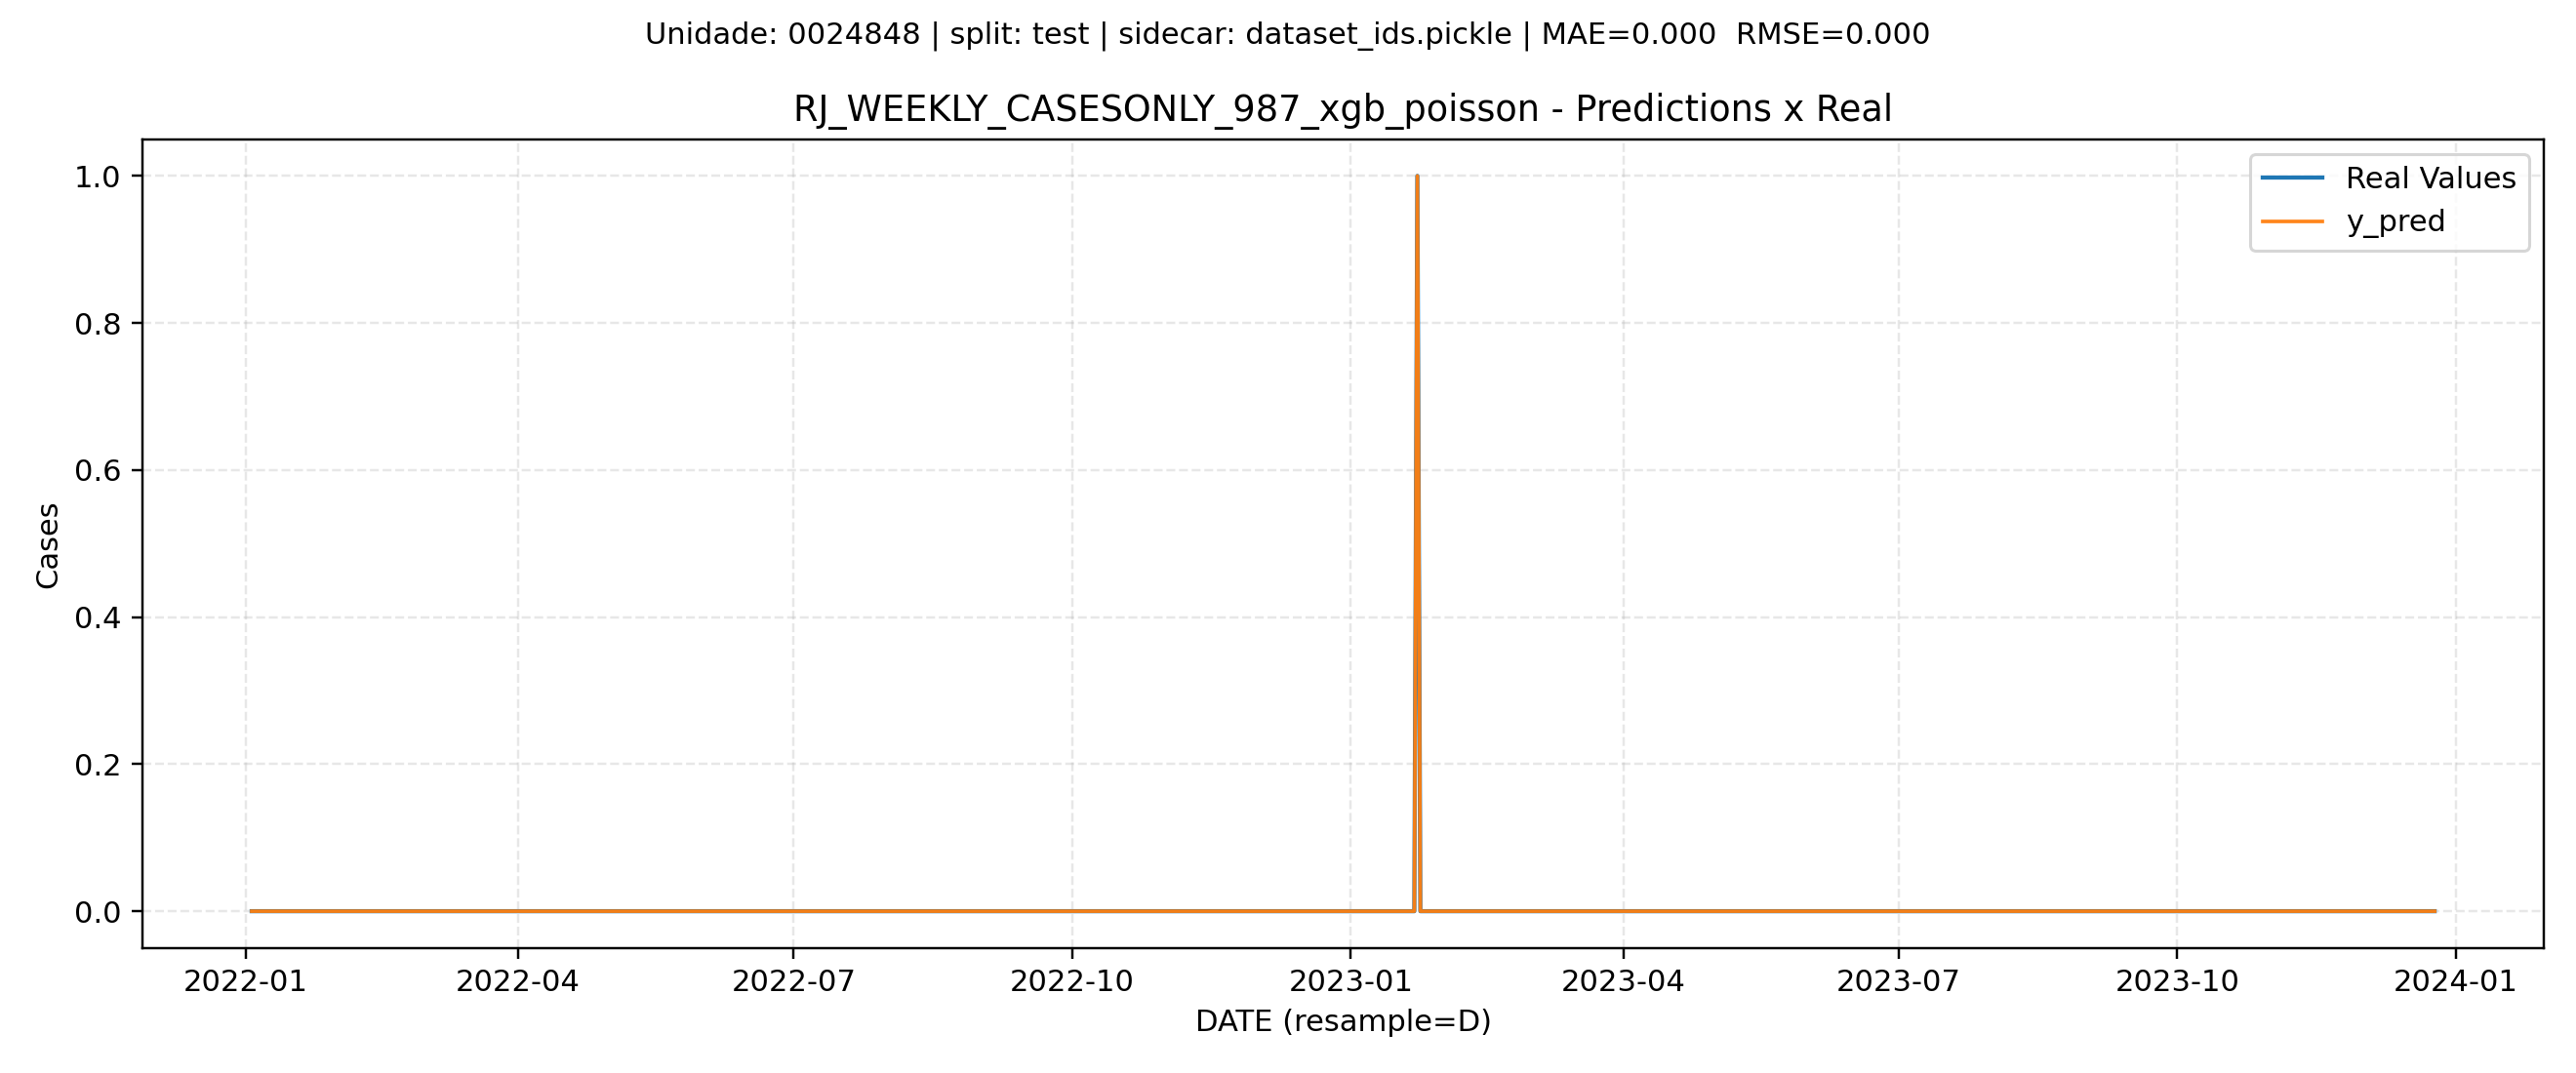 Unidade: 0024848 | split: test | sidecar: dataset_ids.pickle | MAE=0.000  RMSE=0.000
RJ_WEEKLY_CASESONLY_987_xgb_poisson - Predictions x Real
Real Values
y_pred
1.0
0.8
0.6
0.4
0.2
0.0
Cases
2022-01 2022-04 2022-07 2022-10 2023-01 2023-04 2023-07 2023-10 2024-01
DATE (resample=D)